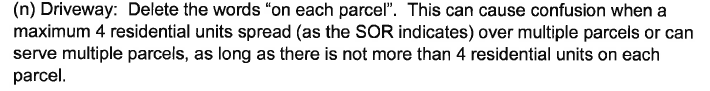 (n) Driveway:  Delete the words “on each parcel”.  This can cause confusion when a
maximum 4 residential units spread (as the SOR indicates) over multiple parcels or can
serve multiple parcels, as long as there is not more than 4 residential units on each
parcel.